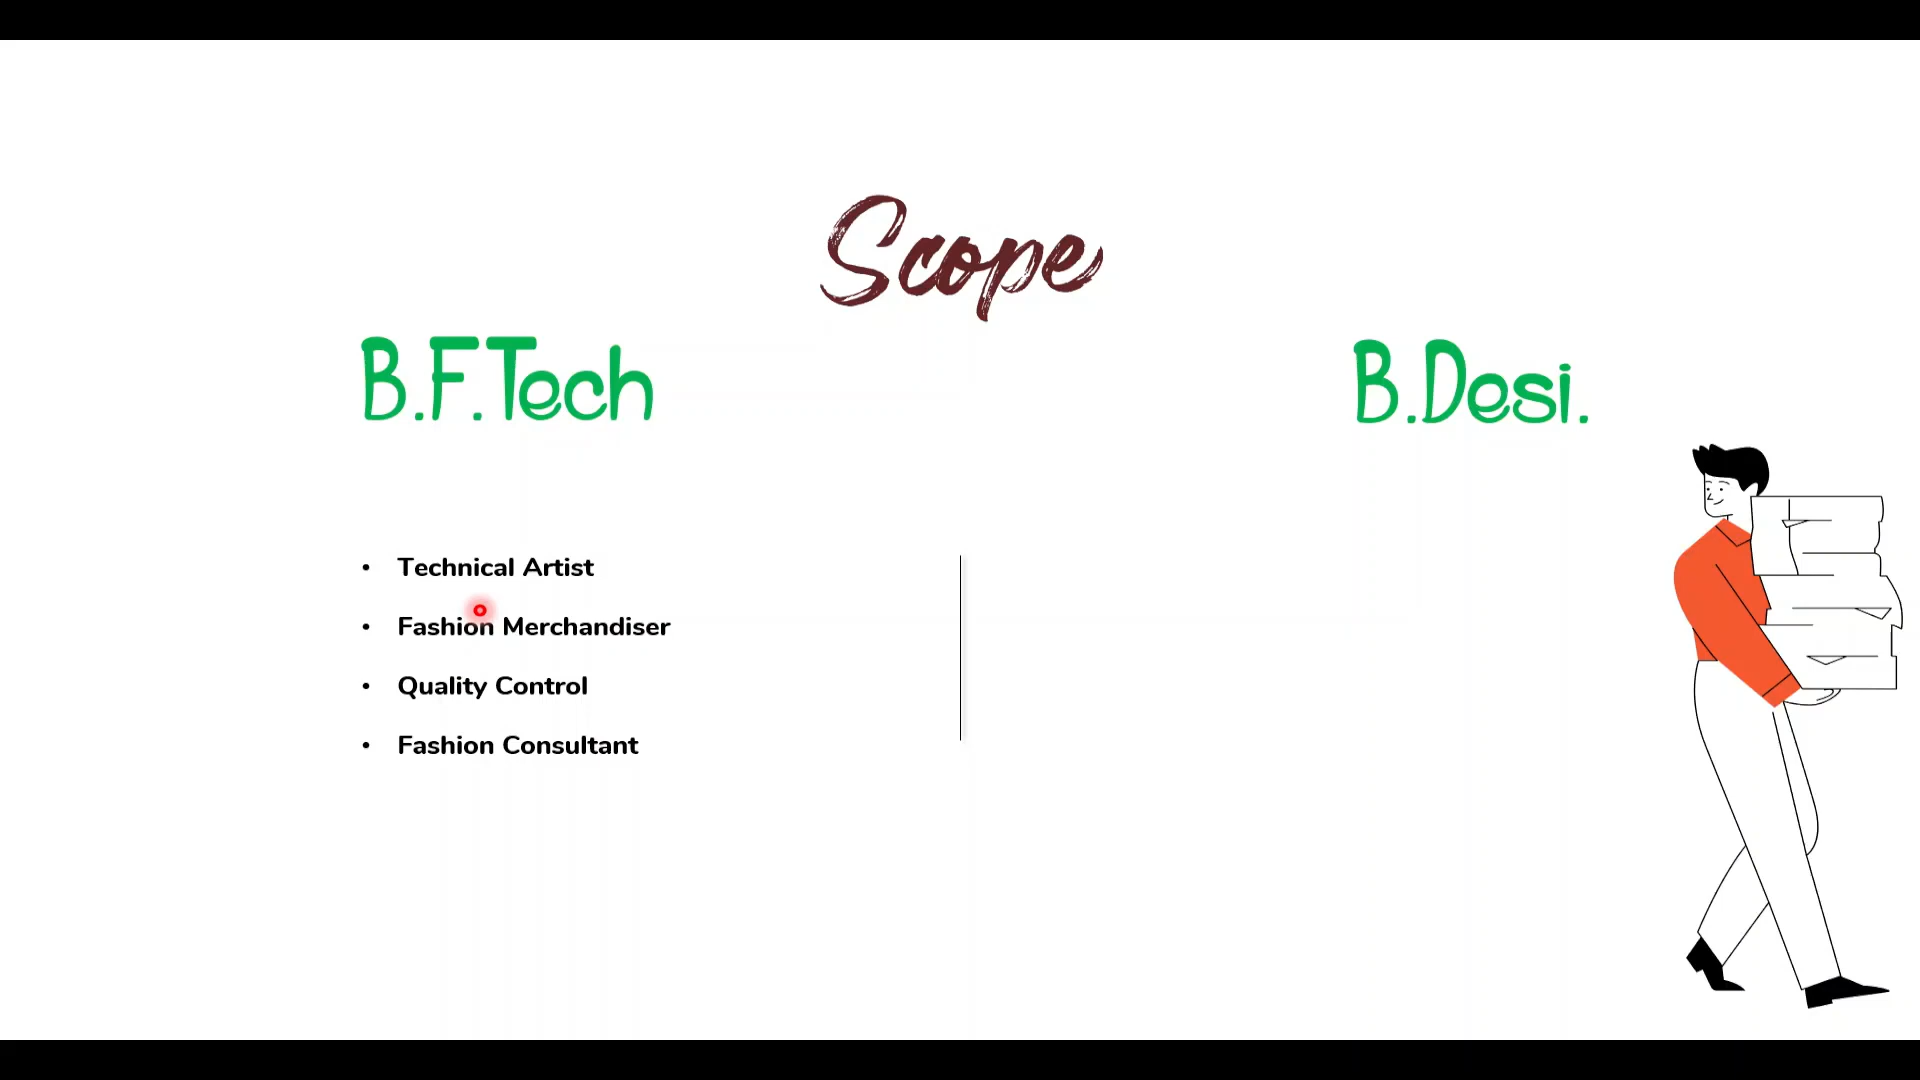 Scope
B.F.Tech
B.Desi.
• Technical Artist
• Fashion Merchandiser
• Quality Control
• Fashion Consultant